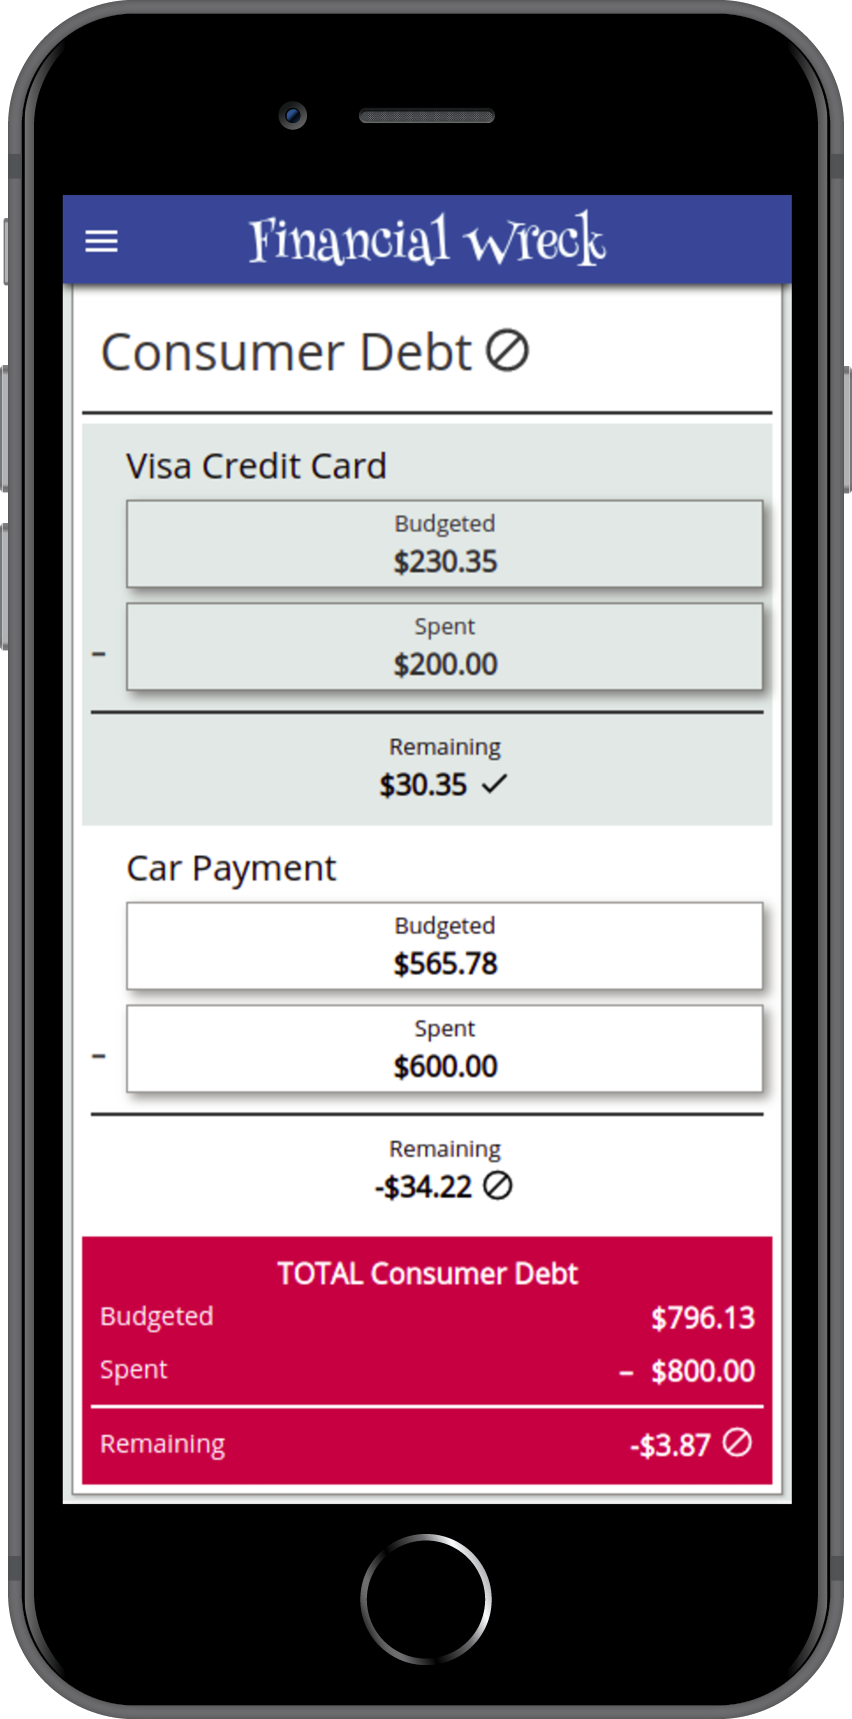 Financial Wreck
Consumer Debt
Visa Credit Card
Budgeted
$230.35
Spent
– $200.00
Remaining
$30.35
Car Payment
Budgeted
$565.78
Spent
– $600.00
Remaining
-$34.22
TOTAL Consumer Debt
Budgeted $796.13
Spent – $800.00
Remaining -$3.87